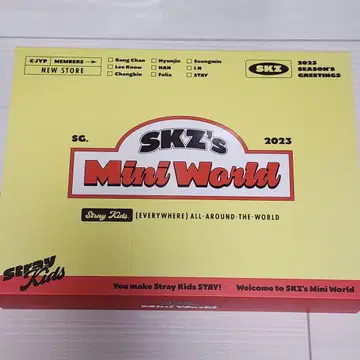 ©JYP | MEMBERS
NEW STORE
Bang Chan
Hyunjin
Seungmin
Lee Know
HAN
I.N
Changbin
Felix
STAY
SKZ
2023
SEASON'S
GREETINGS
SG.
SKZ's
2023
Mini World
Stray Kids. (EVERYWHERE) ALL·AROUND·THE·WORLD
Stray
Kids
You make Stray Kids STAY!
Welcome to SKZ's Mini World
Mini World